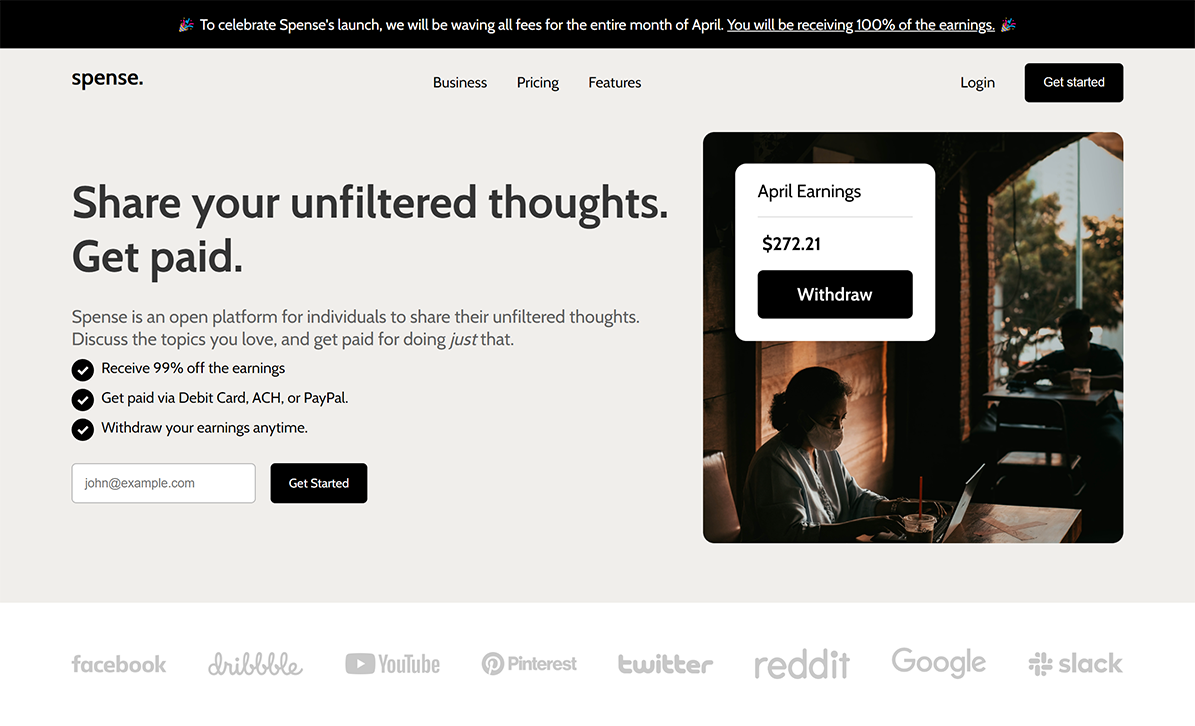 🎉 To celebrate Spense's launch, we will be waving all fees for the entire month of April. You will be receiving 100% of the earnings. 🎉
spense.
Business Pricing Features
Login Get started
Share your unfiltered thoughts.
Get paid.
Spense is an open platform for individuals to share their unfiltered thoughts.
Discuss the topics you love, and get paid for doing just that.
Receive 99% off the earnings
Get paid via Debit Card, ACH, or PayPal.
Withdraw your earnings anytime.
john@example.com Get Started
April Earnings
$272.21
Withdraw
facebook dribbble YouTube Pinterest twitter reddit Google slack